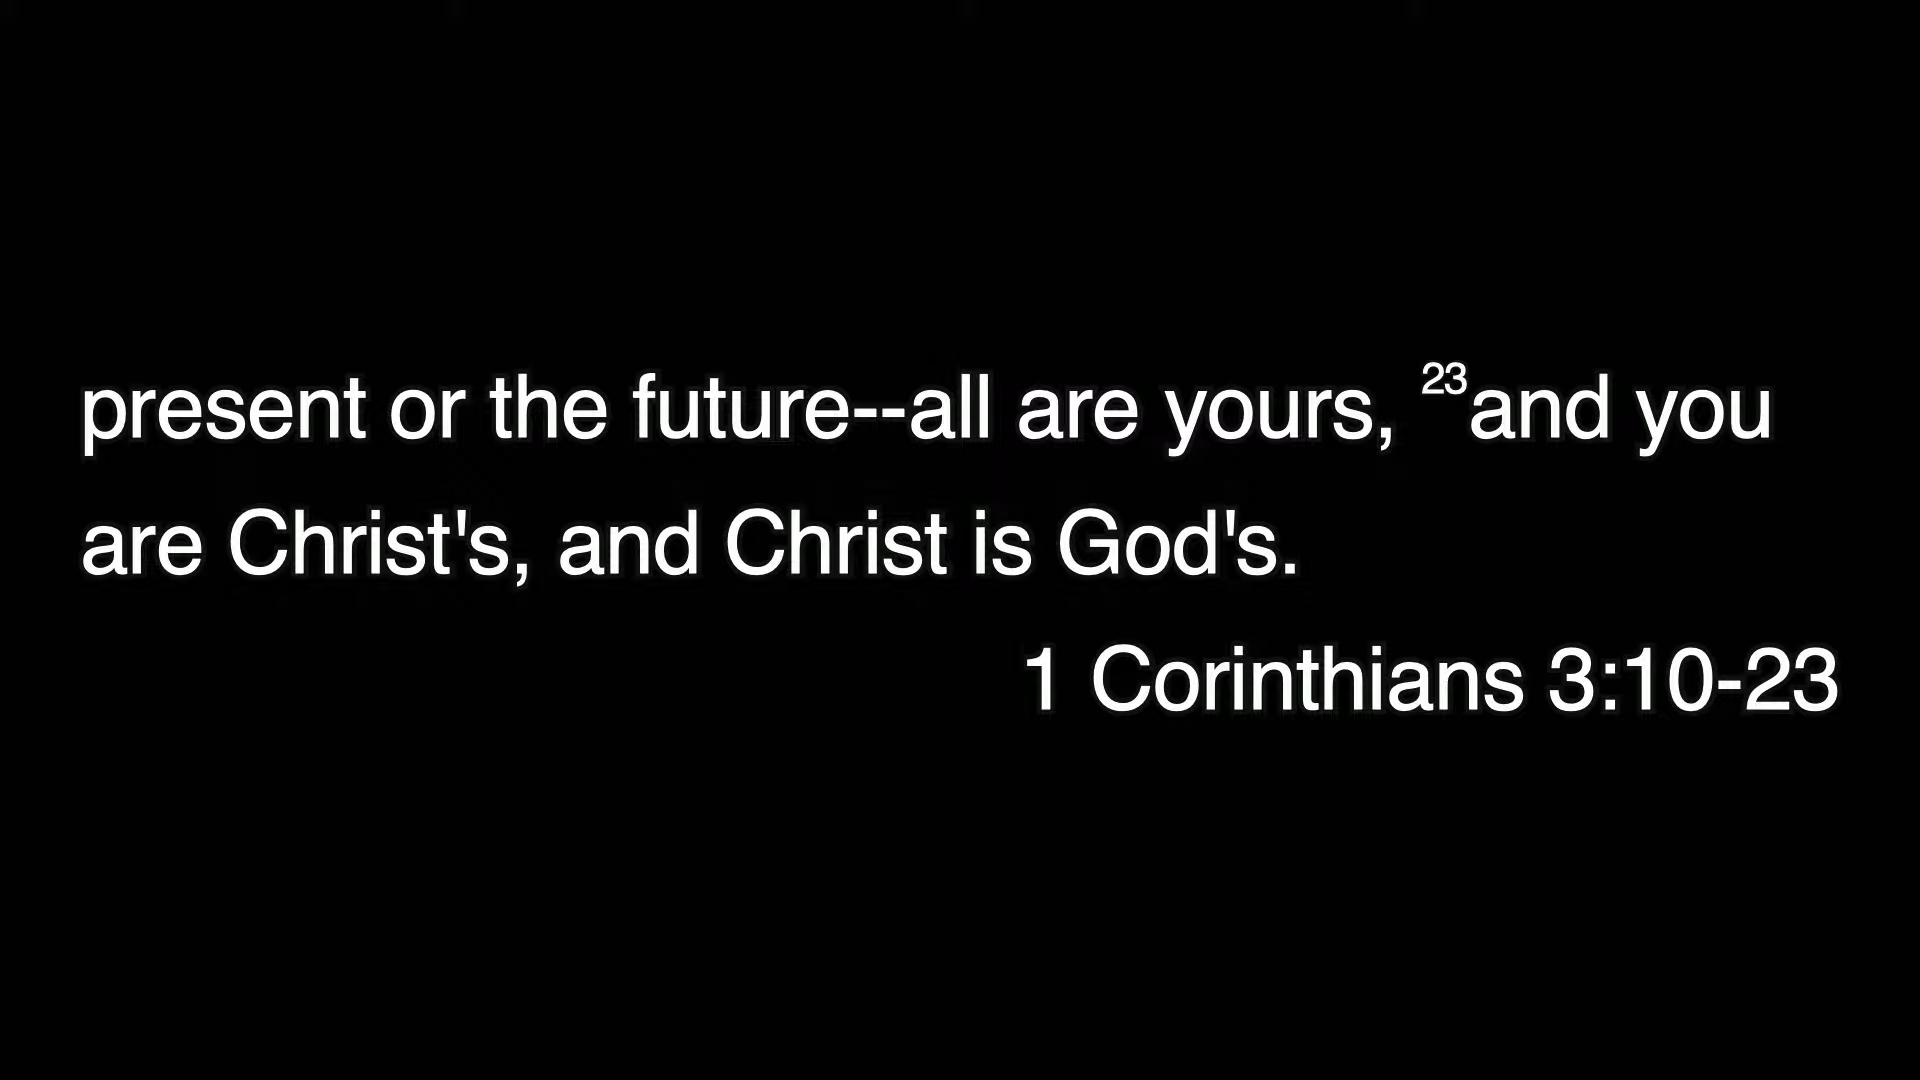 present or the future--all are yours, ²³and you
are Christ's, and Christ is God's.
1 Corinthians 3:10-23